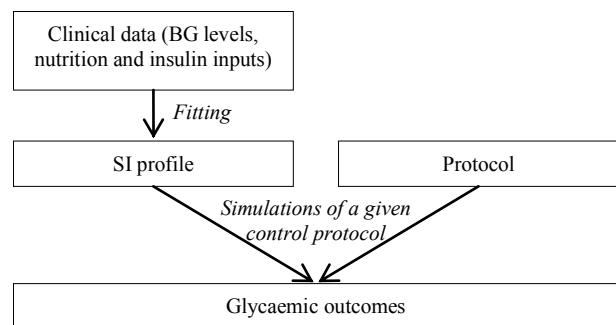 Clinical data (BG levels,
nutrition and insulin inputs)
Fitting
SI profile
Protocol
Simulations of a given
control protocol
Glycaemic outcomes